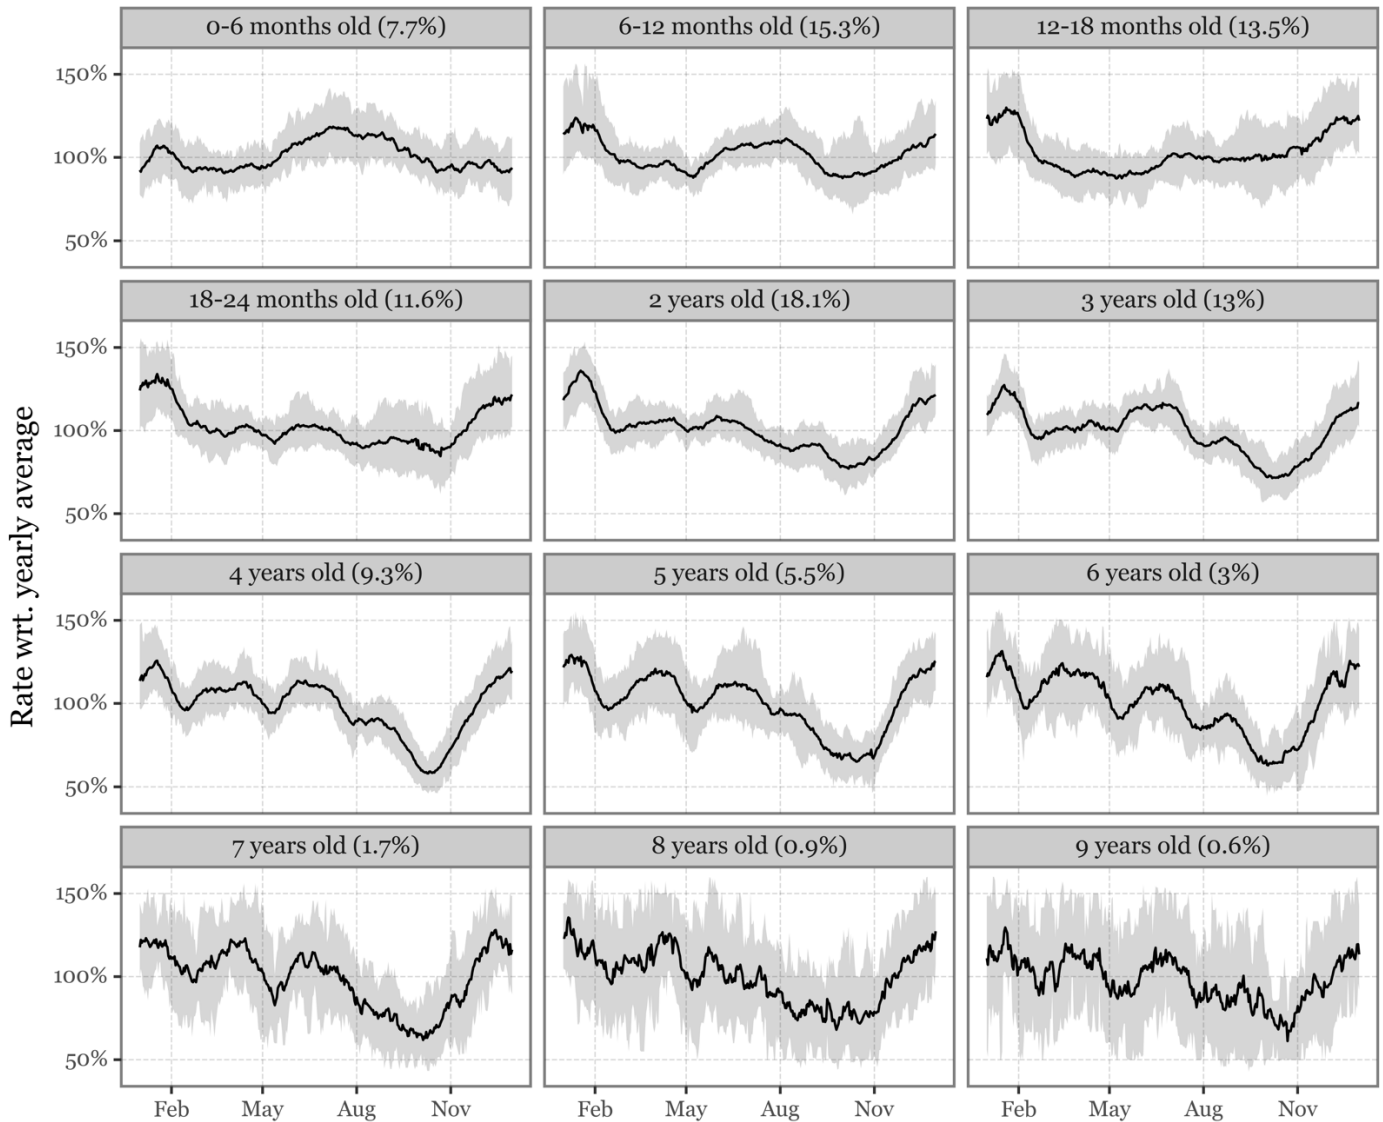 0-6 months old (7.7%)
6-12 months old (15.3%)
12-18 months old (13.5%)
150%
100%
50%
18-24 months old (11.6%)
2 years old (18.1%)
3 years old (13%)
150%
100%
50%
Rate wrt. yearly average
4 years old (9.3%)
5 years old (5.5%)
6 years old (3%)
150%
100%
50%
7 years old (1.7%)
8 years old (0.9%)
9 years old (0.6%)
150%
100%
50%
Feb May Aug Nov
Feb May Aug Nov
Feb May Aug Nov